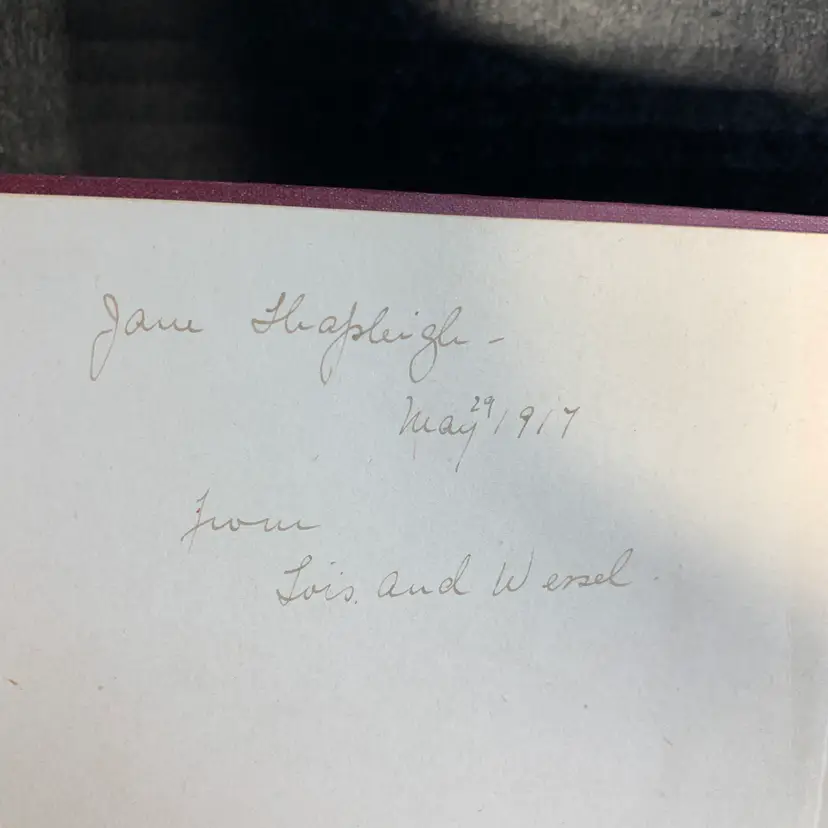 Jane Shapleigh -
May 29 1917
from
Lois and Wessel.